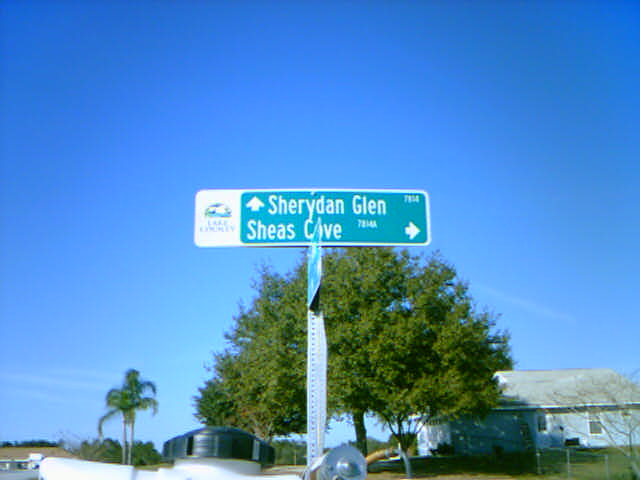 Sherydan Glen 7814
Sheas Cove 7814A
LAKE
COUNTY